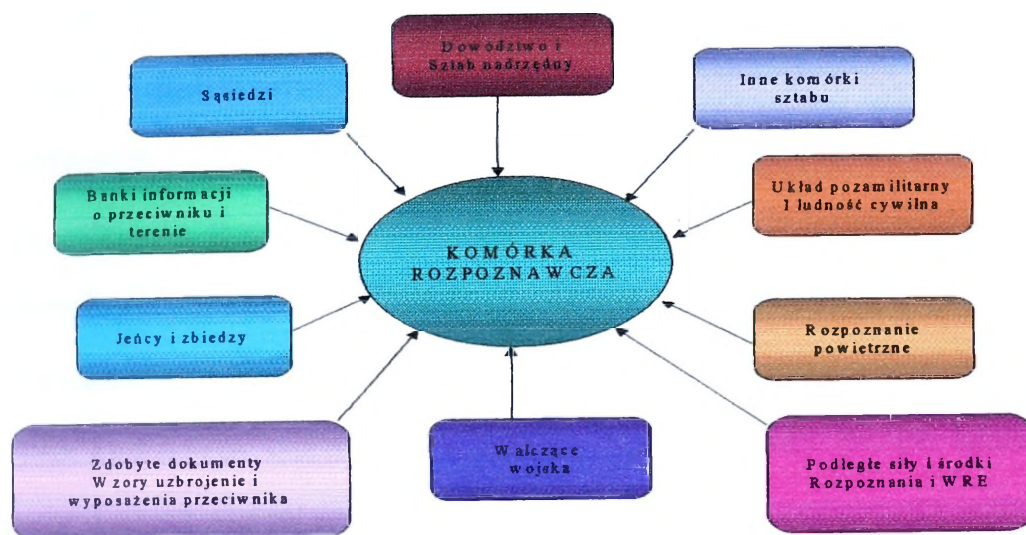 Dowództwo i
Sztab nadrzędny
Sąsiedzi
Inne komórki
sztabu
Banki informacji
o przeciwniku i
terenie
Układ pozamilitarny
I ludność cywilna
KOMÓRKA
ROZPOZNAWCZA
Jeńcy i zbiedzy
Rozpoznanie
powietrzne
Zdobyte dokumenty
Wzory uzbrojenie i
wyposażenia przeciwnika
Walczące
wojska
Podległe siły i środki
Rozpoznania i WRE